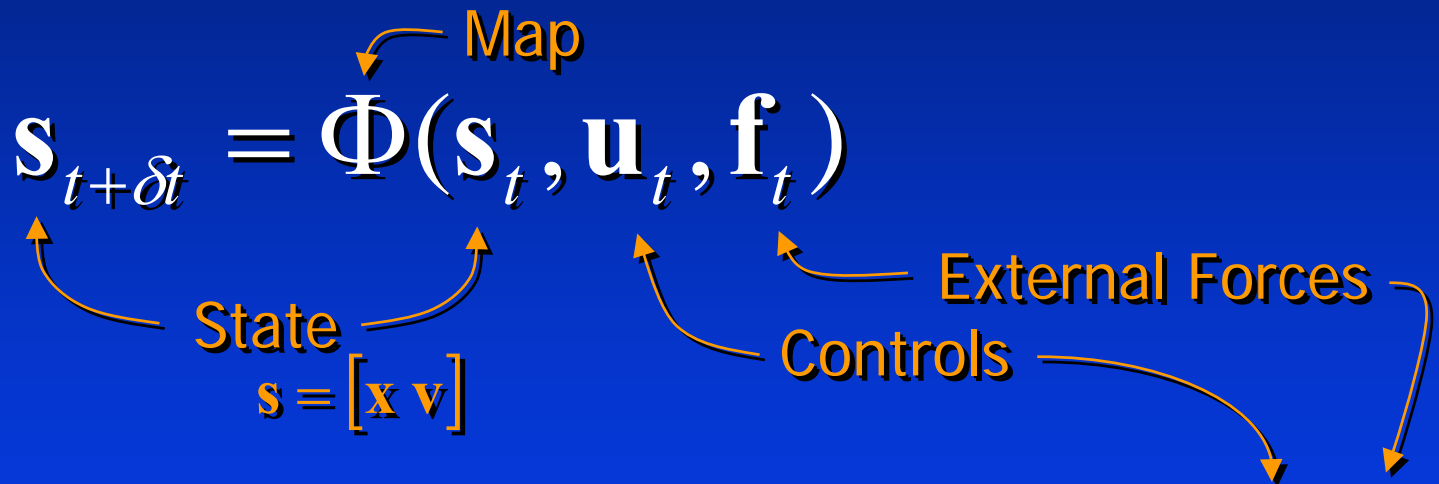 Map
s_{t+δt} = Φ(s_t, u_t, f_t)
External Forces
State
Controls
s = [x v]